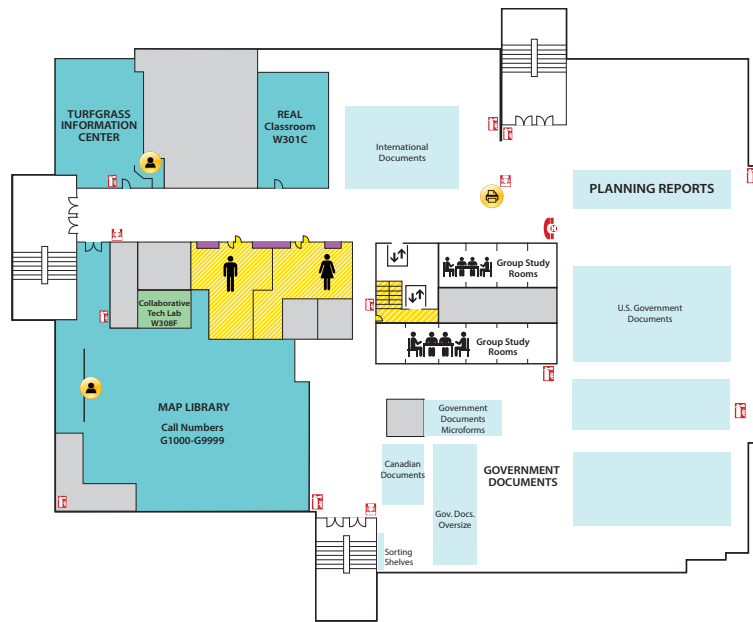 TURFGRASS
INFORMATION
CENTER
REAL
Classroom
W301C
International
Documents
PLANNING REPORTS
Group Study
Rooms
Collaborative
Tech Lab
W308F
U.S. Government
Documents
Group Study
Rooms
MAP LIBRARY
Call Numbers
G1000-G9999
Government
Documents
Microforms
Canadian
Documents
GOVERNMENT
DOCUMENTS
Gov. Docs.
Oversize
Sorting
Shelves